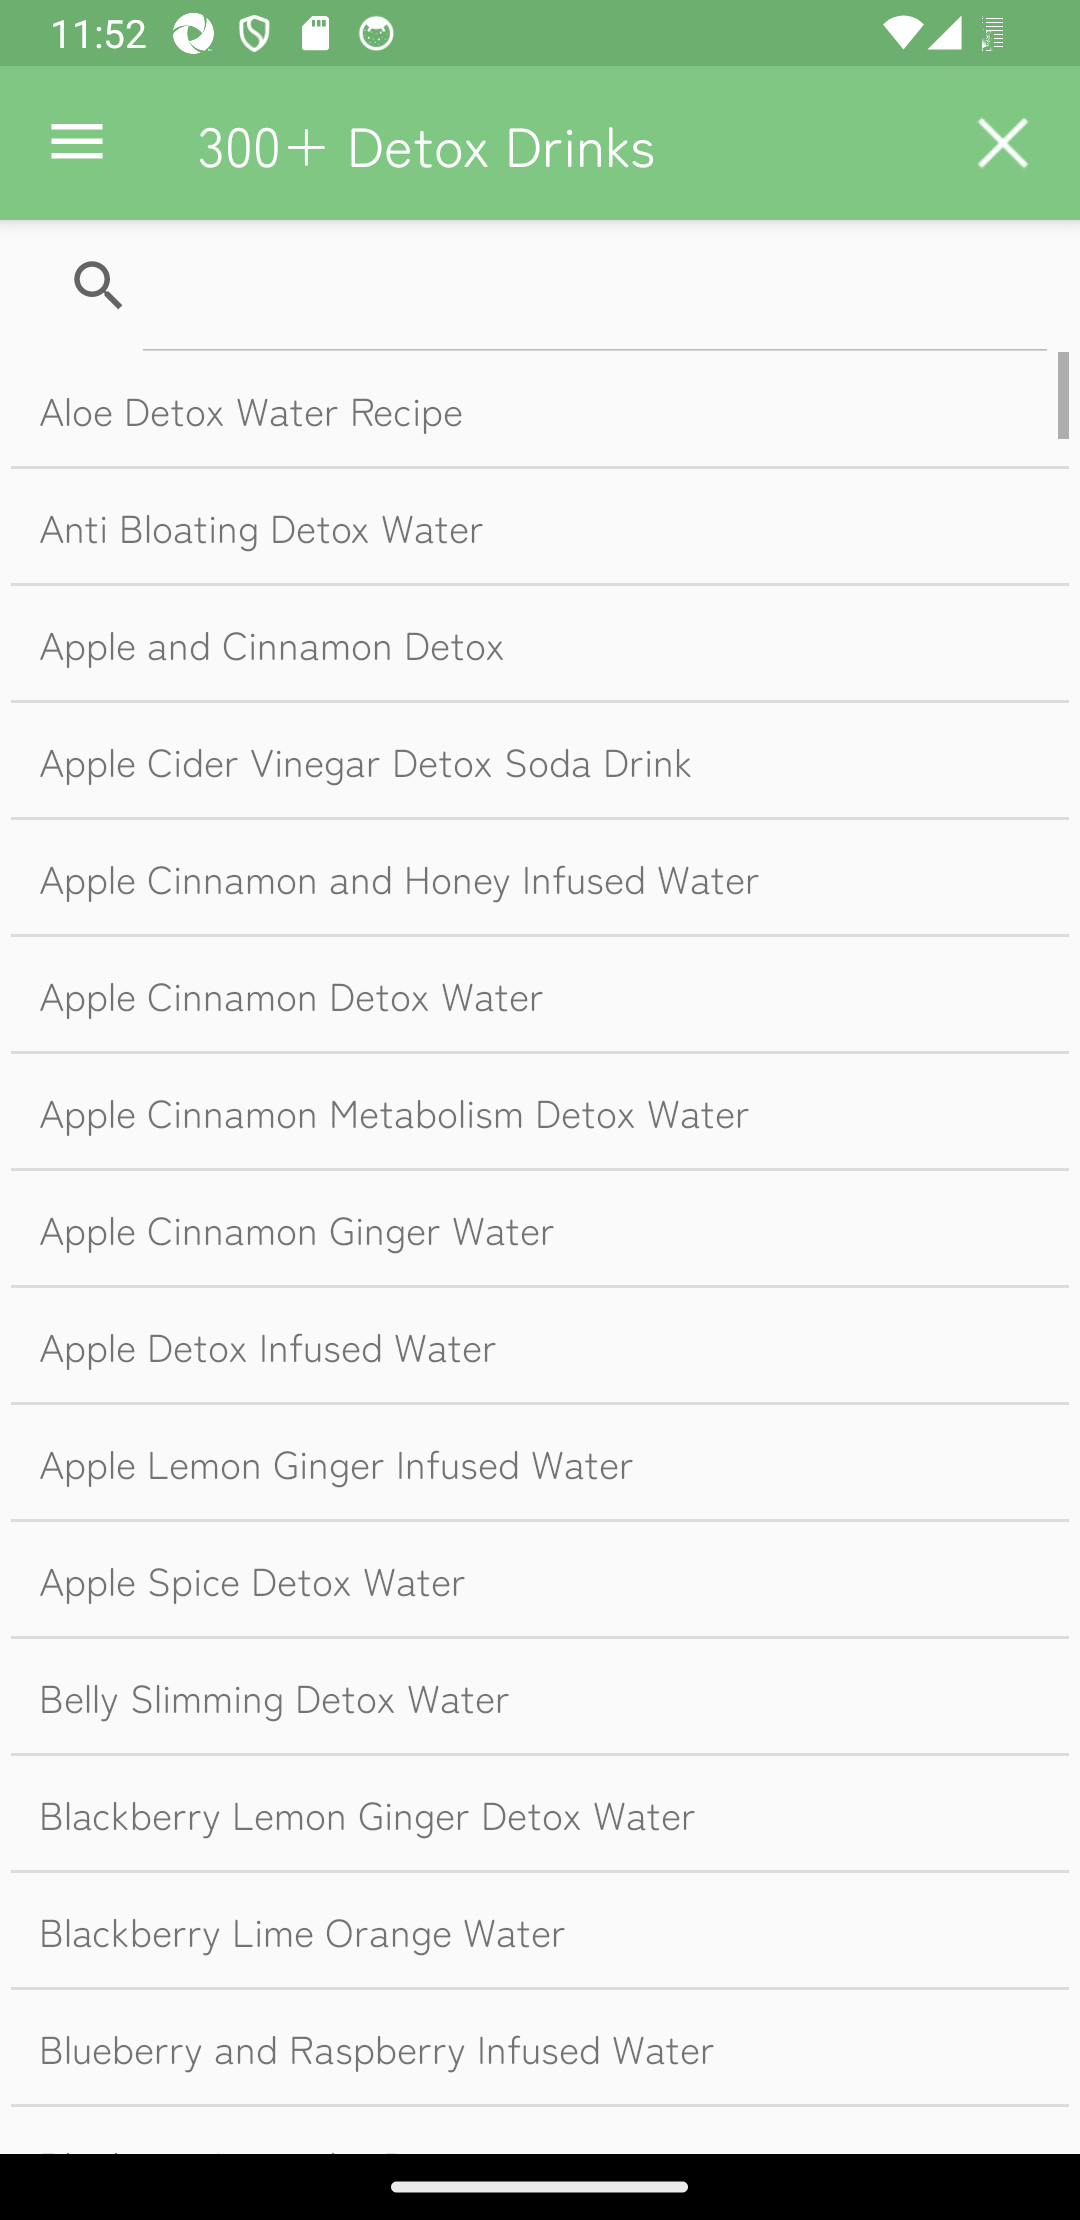 11:52
300+ Detox Drinks
Aloe Detox Water Recipe
Anti Bloating Detox Water
Apple and Cinnamon Detox
Apple Cider Vinegar Detox Soda Drink
Apple Cinnamon and Honey Infused Water
Apple Cinnamon Detox Water
Apple Cinnamon Metabolism Detox Water
Apple Cinnamon Ginger Water
Apple Detox Infused Water
Apple Lemon Ginger Infused Water
Apple Spice Detox Water
Belly Slimming Detox Water
Blackberry Lemon Ginger Detox Water
Blackberry Lime Orange Water
Blueberry and Raspberry Infused Water